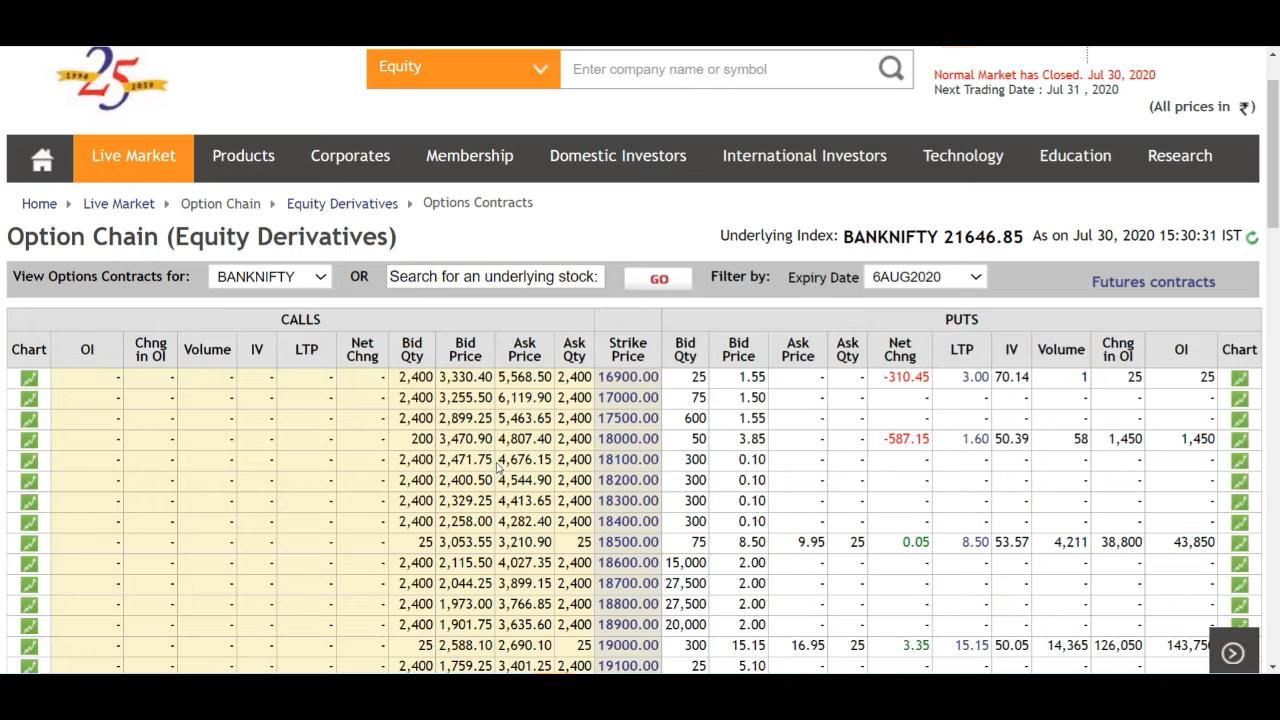 1994 25 2019
Equity
Enter company name or symbol
Normal Market has Closed. Jul 30, 2020
Next Trading Date : Jul 31 , 2020
(All prices in ₹)
Live Market Products Corporates Membership Domestic Investors International Investors Technology Education Research
Home Live Market Option Chain Equity Derivatives Options Contracts
Option Chain (Equity Derivatives)
Underlying Index: BANKNIFTY 21646.85 As on Jul 30, 2020 15:30:31 IST
View Options Contracts for: BANKNIFTY OR Search for an underlying stock: GO Filter by: Expiry Date 6AUG2020 Futures contracts
CALLS PUTS
Chart OI Chng in OI Volume IV LTP Net Chng Bid Qty Bid Price Ask Price Ask Qty Strike Price Bid Qty Bid Price Ask Price Ask Qty Net Chng LTP IV Volume Chng in OI OI Chart
- - - - - - 2,400 3,330.40 5,568.50 2,400 16900.00 25 1.55 - - -310.45 3.00 70.14 1 25 25
- - - - - - 2,400 3,255.50 6,119.90 2,400 17000.00 75 1.50 - - - - - - - -
- - - - - - 2,400 2,899.25 5,463.65 2,400 17500.00 600 1.55 - - - - - - - -
- - - - - - 200 3,470.90 4,807.40 2,400 18000.00 50 3.85 - - -587.15 1.60 50.39 58 1,450 1,450
- - - - - - 2,400 2,471.75 4,676.15 2,400 18100.00 300 0.10 - - - - - - - -
- - - - - - 2,400 2,400.50 4,544.90 2,400 18200.00 300 0.10 - - - - - - - -
- - - - - - 2,400 2,329.25 4,413.65 2,400 18300.00 300 0.10 - - - - - - - -
- - - - - - 2,400 2,258.00 4,282.40 2,400 18400.00 300 0.10 - - - - - - - -
- - - - - - 25 3,053.55 3,210.90 25 18500.00 75 8.50 9.95 25 0.05 8.50 53.57 4,211 38,800 43,850
- - - - - - 2,400 2,115.50 4,027.35 2,400 18600.00 15,000 2.00 - - - - - - - -
- - - - - - 2,400 2,044.25 3,899.15 2,400 18700.00 27,500 2.00 - - - - - - - -
- - - - - - 2,400 1,973.00 3,766.85 2,400 18800.00 27,500 2.00 - - - - - - - -
- - - - - - 2,400 1,901.75 3,635.60 2,400 18900.00 20,000 2.00 - - - - - - - -
- - - - - - 25 2,588.10 2,690.10 25 19000.00 300 15.15 16.95 25 3.35 15.15 50.05 14,365 126,050 143,750
- - - - - - 2,400 1,759.25 3,401.25 2,400 19100.00 25 5.10 - - - - - - - -